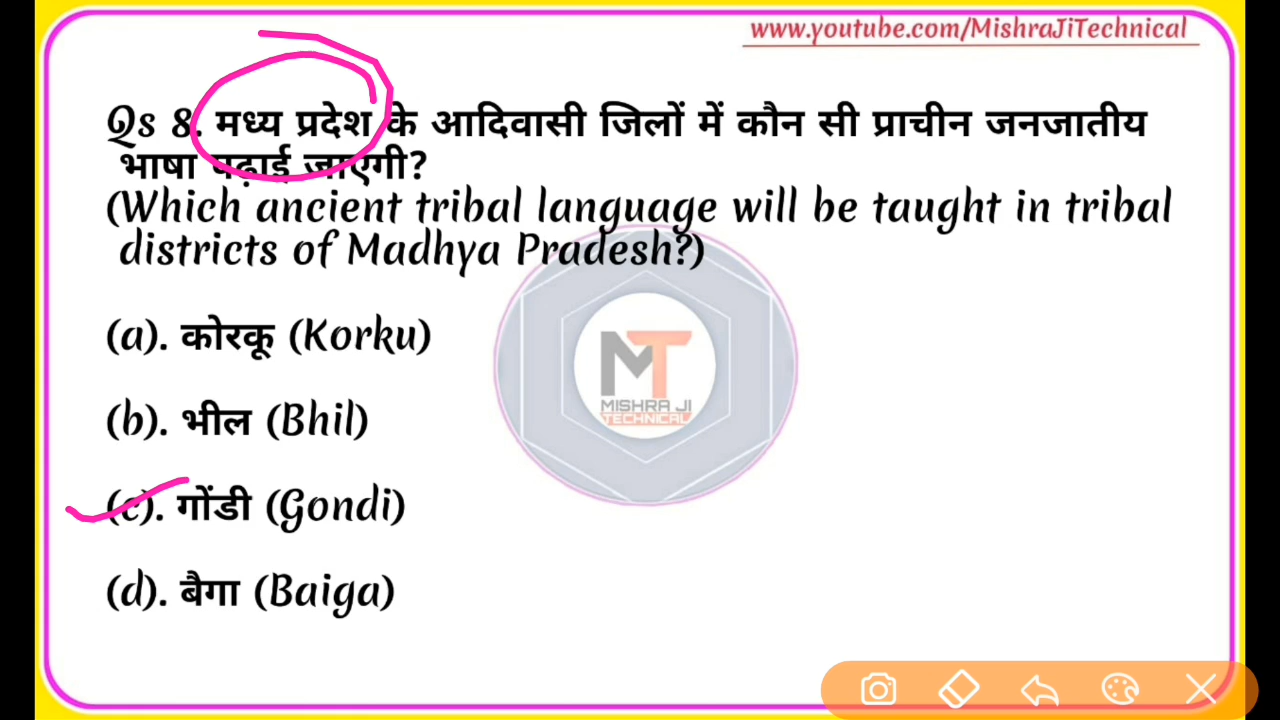 www.youtube.com/MishraJiTechnical
Qs 8. मध्य प्रदेश के आदिवासी जिलों में कौन सी प्राचीन जनजातीय
भाषा पढ़ाई जाएगी?
(Which ancient tribal language will be taught in tribal
districts of Madhya Pradesh?)
(a). कोरकू (Korku)
MT
MISHRA JI
TECHNICAL
(b). भील (Bhil)
(c). गोंडी (Gondi)
(d). बैगा (Baiga)